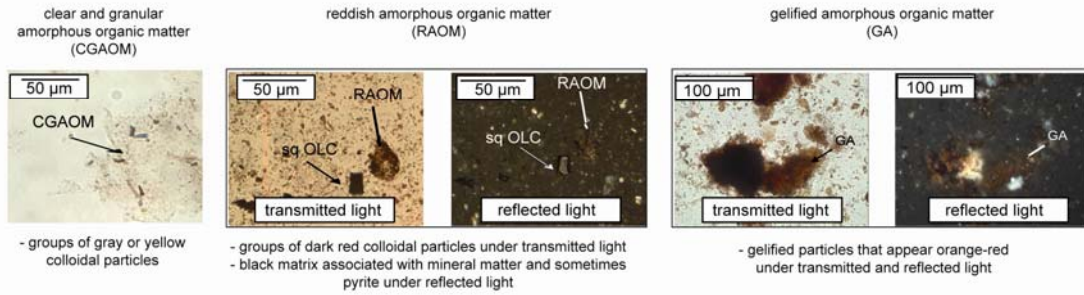 clear and granular
amorphous organic matter
(CGAOM)
50 µm
CGAOM
- groups of gray or yellow
colloidal particles
reddish amorphous organic matter
(RAOM)
50 µm
RAOM
sq OLC
transmitted light
50 µm
RAOM
sq OLC
reflected light
- groups of dark red colloidal particles under transmitted light
- black matrix associated with mineral matter and sometimes
pyrite under reflected light
gelified amorphous organic matter
(GA)
100 µm
GA
transmitted light
100 µm
GA
reflected light
- gelified particles that appear orange-red
under transmitted and reflected light